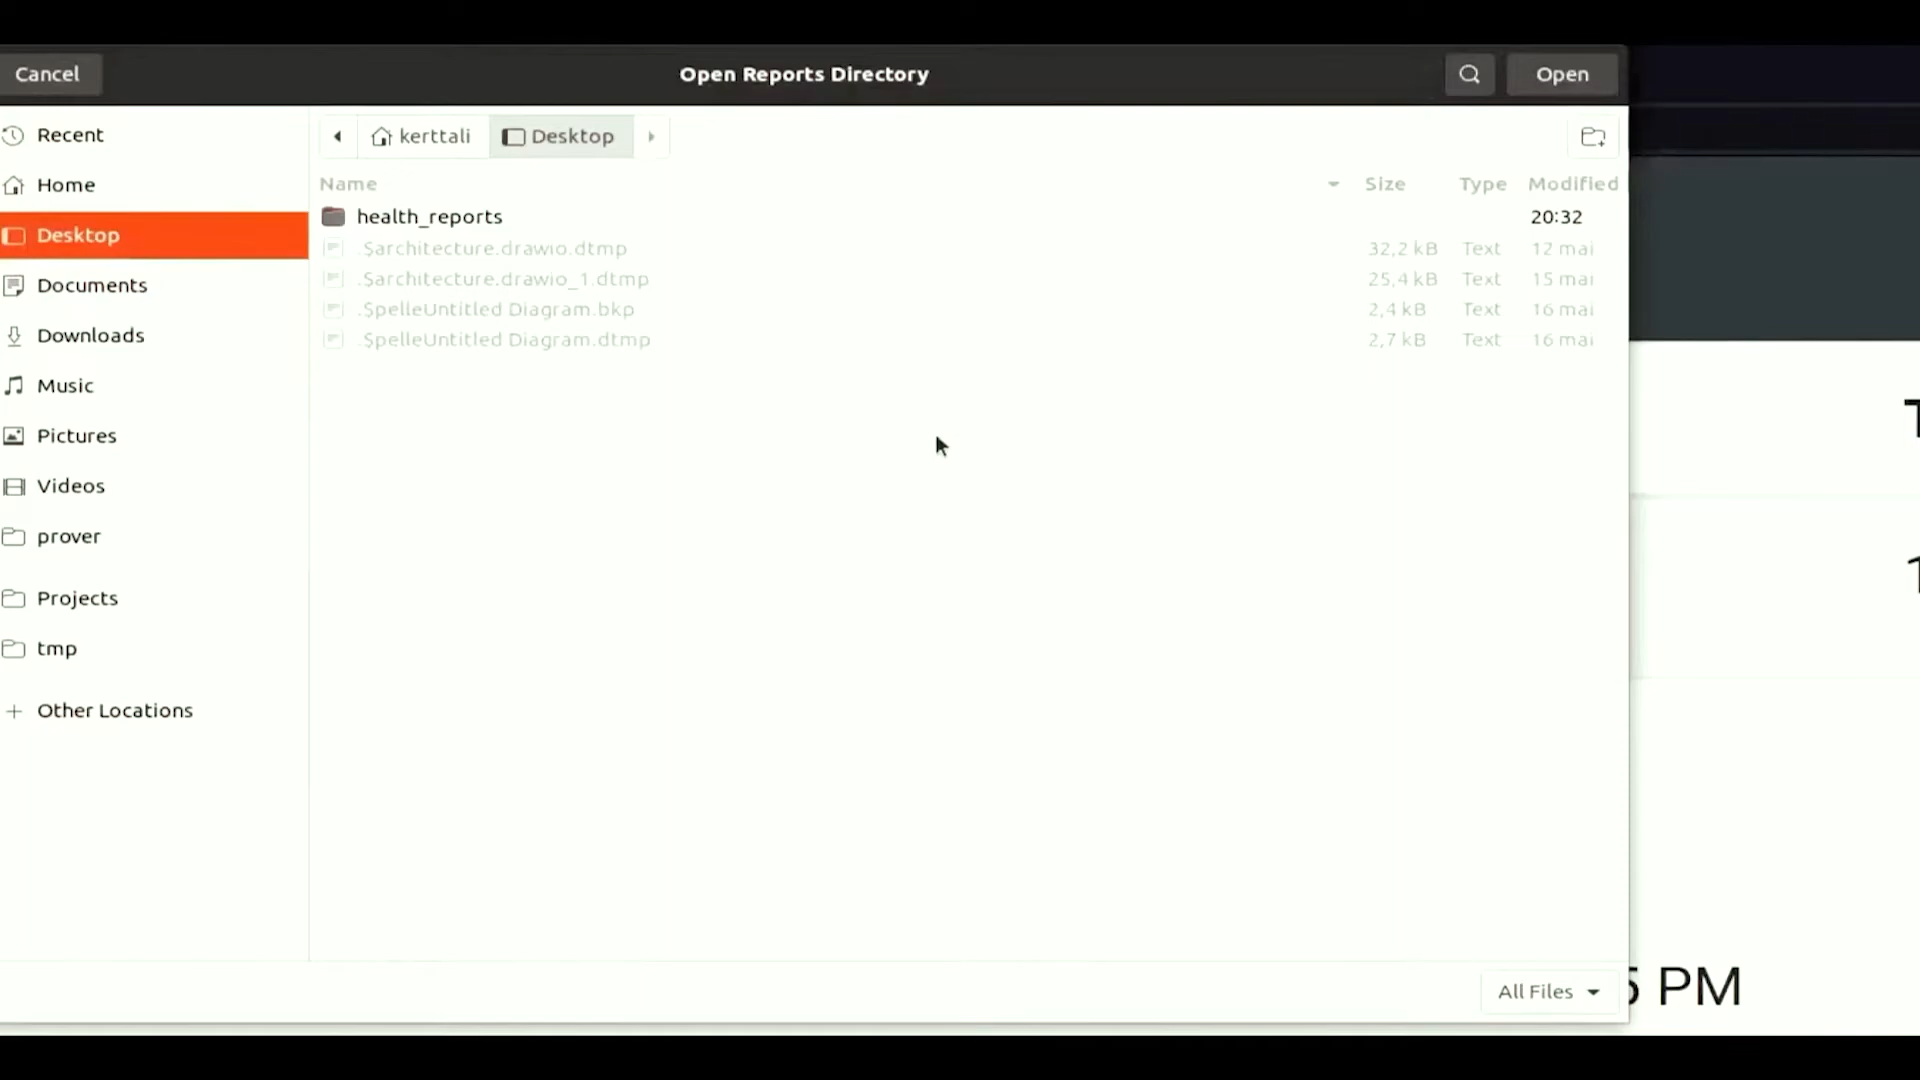 Cancel
Open Reports Directory
Open
Recent
Home
Desktop
Documents
Downloads
Music
Pictures
Videos
prover
Projects
tmp
Other Locations
kerttali
Desktop
Name Size Type Modified
health_reports 20:32
.$architecture.drawio.dtmp 32,2 kB Text 12 mai
.$architecture.drawio_1.dtmp 25,4 kB Text 15 mai
.$pelleUntitled Diagram.bkp 2,4 kB Text 16 mai
.$pelleUntitled Diagram.dtmp 2,7 kB Text 16 mai
All Files
PM